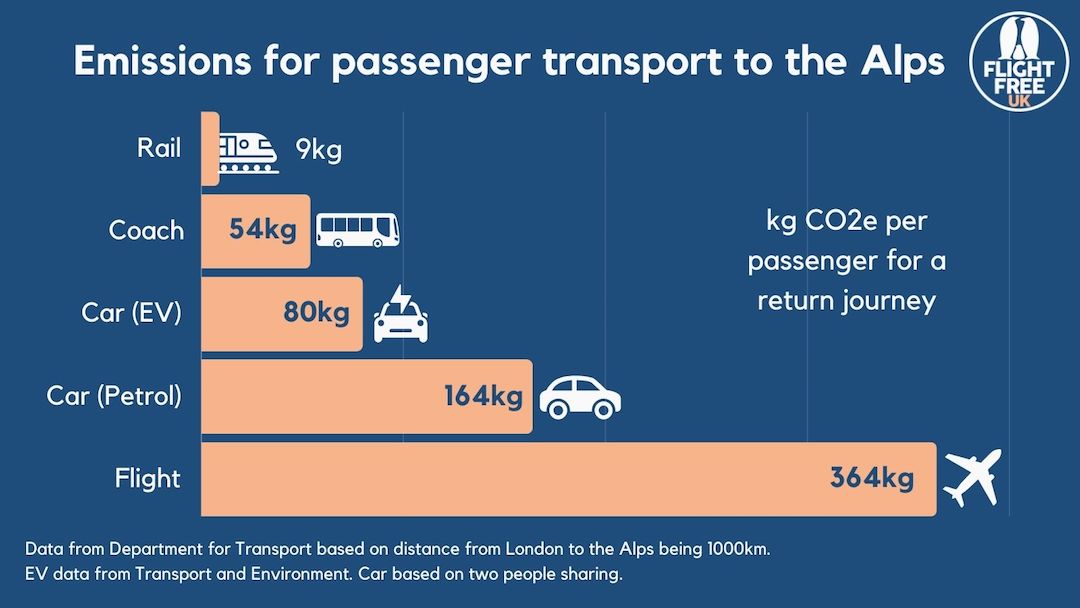 Emissions for passenger transport to the Alps
FLIGHT
FREE
UK
Rail
9kg
Coach
54kg
kg CO2e per
passenger for a
return journey
Car (EV)
80kg
Car (Petrol)
164kg
Flight
364kg
Data from Department for Transport based on distance from London to the Alps being 1000km.
EV data from Transport and Environment. Car based on two people sharing.